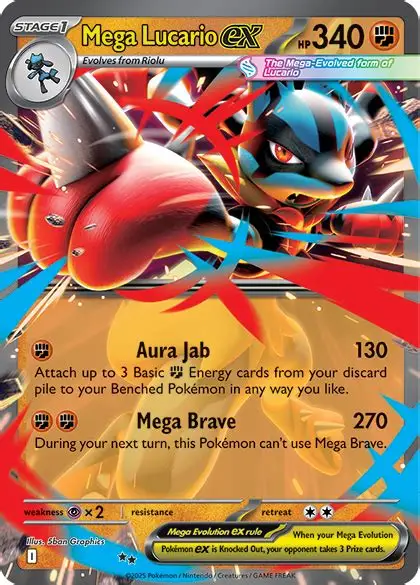 STAGE 1
Mega Lucario ex
HP 340
Evolves from Riolu
The Mega-Evolved form of
Lucario
Aura Jab 130
Attach up to 3 Basic Energy cards from your discard
pile to your Benched Pokémon in any way you like.
Mega Brave 270
During your next turn, this Pokémon can't use Mega Brave.
weakness ×2 resistance retreat
Illus. 5ban Graphics
Mega Evolution ex rule
When your Mega Evolution
Pokémon ex is Knocked Out, your opponent takes 3 Prize cards.
©2025 Pokémon / Nintendo / Creatures / GAME FREAK